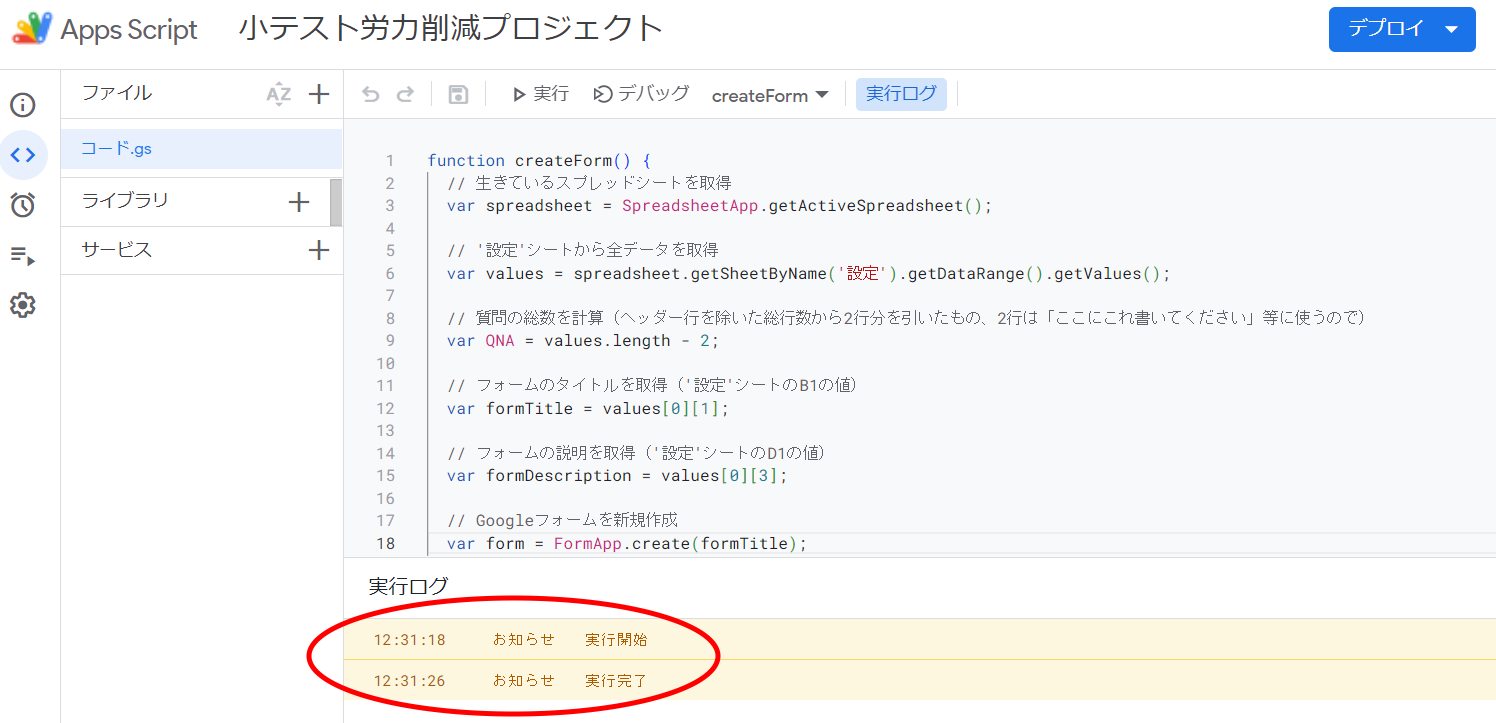 Apps Script 小テスト労力削減プロジェクト デプロイ
ファイル AZ
コード.gs
ライブラリ
サービス
実行 デバッグ createForm 実行ログ
1 function createForm() {
2 // 生きているスプレッドシートを取得
3 var spreadsheet = SpreadsheetApp.getActiveSpreadsheet();
4
5 // '設定'シートから全データを取得
6 var values = spreadsheet.getSheetByName('設定').getDataRange().getValues();
7
8 // 質問の総数を計算（ヘッダー行を除いた総行数から2行分を引いたもの、2行は「ここにこれ書いてください」等に使うので）
9 var QNA = values.length - 2;
10
11 // フォームのタイトルを取得（'設定'シートのB1の値）
12 var formTitle = values[0][1];
13
14 // フォームの説明を取得（'設定'シートのD1の値）
15 var formDescription = values[0][3];
16
17 // Googleフォームを新規作成
18 var form = FormApp.create(formTitle);
実行ログ
12:31:18 お知らせ 実行開始
12:31:26 お知らせ 実行完了